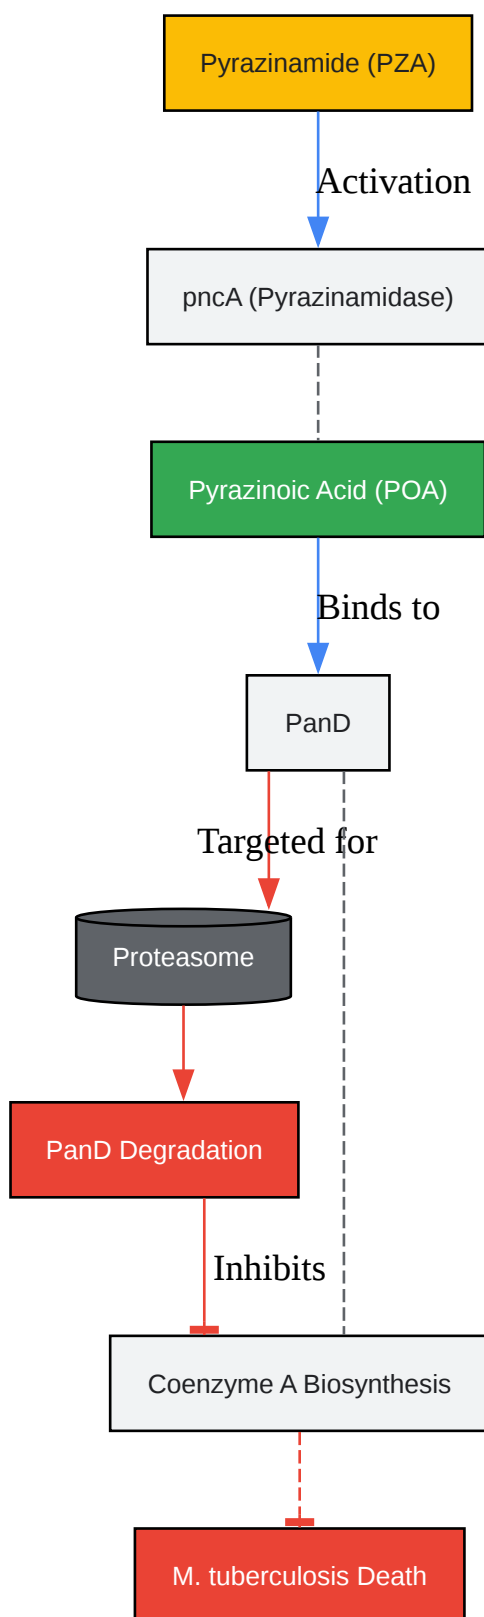 Pyrazinamide (PZA)
Activation
pncA (Pyrazinamidase)
Pyrazinoic Acid (POA)
Binds to
PanD
Targeted for
Proteasome
PanD Degradation
Inhibits
Coenzyme A Biosynthesis
M. tuberculosis Death